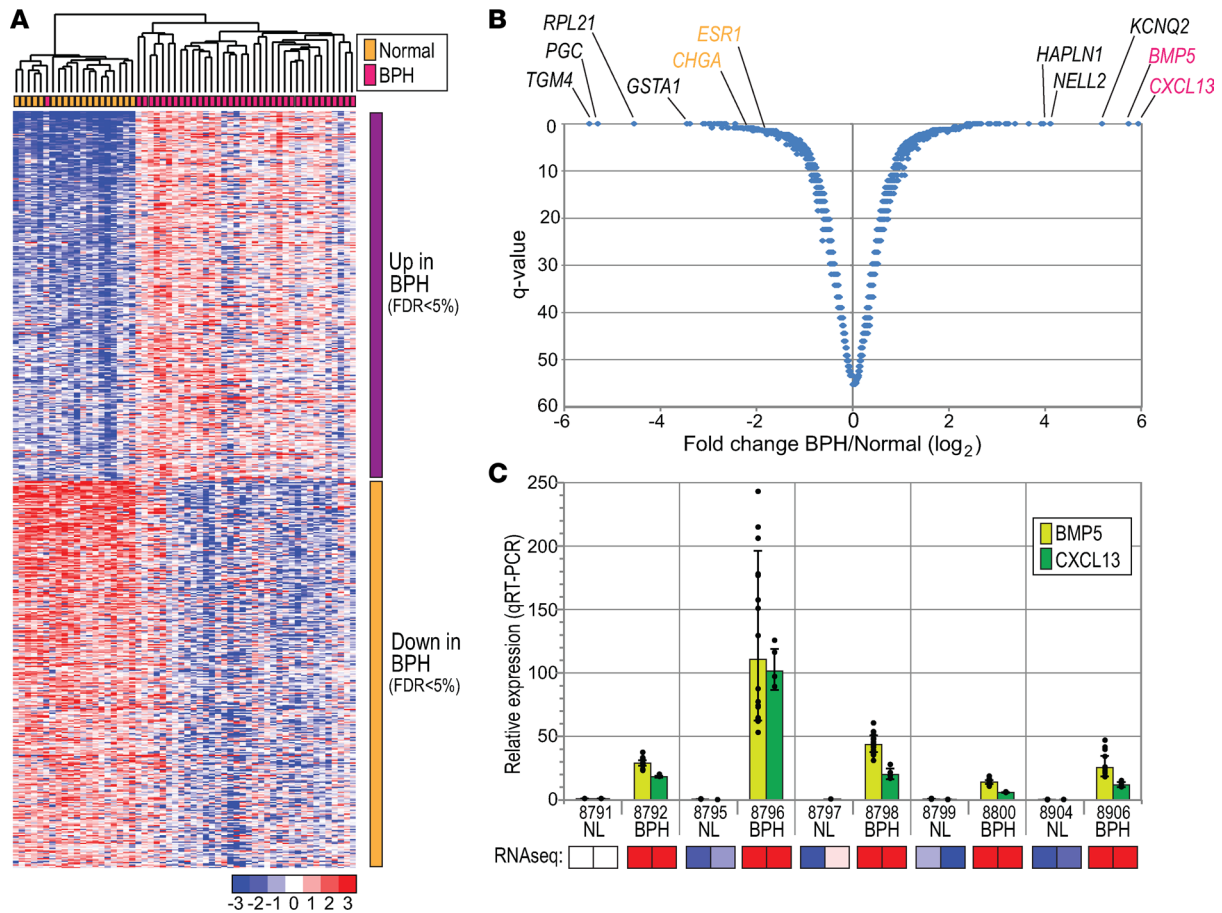 A
Normal
BPH
Up in
BPH
(FDR<5%)
Down in
BPH
(FDR<5%)
-3 -2 -1 0 1 2 3
B
RPL21
PGC
TGM4
GSTA1
ESR1
CHGA
KCNQ2
HAPLN1
BMP5
NELL2
CXCL13
q-value
0
10
20
30
40
50
60
-6 -4 -2 0 2 4 6
Fold change BPH/Normal (log2)
C
Relative expression (qRT-PCR)
250
200
150
100
50
0
BMP5
CXCL13
8791 8792 8795 8796 8797 8798 8799 8800 8904 8906
NL BPH NL BPH NL BPH NL BPH NL BPH
RNAseq: